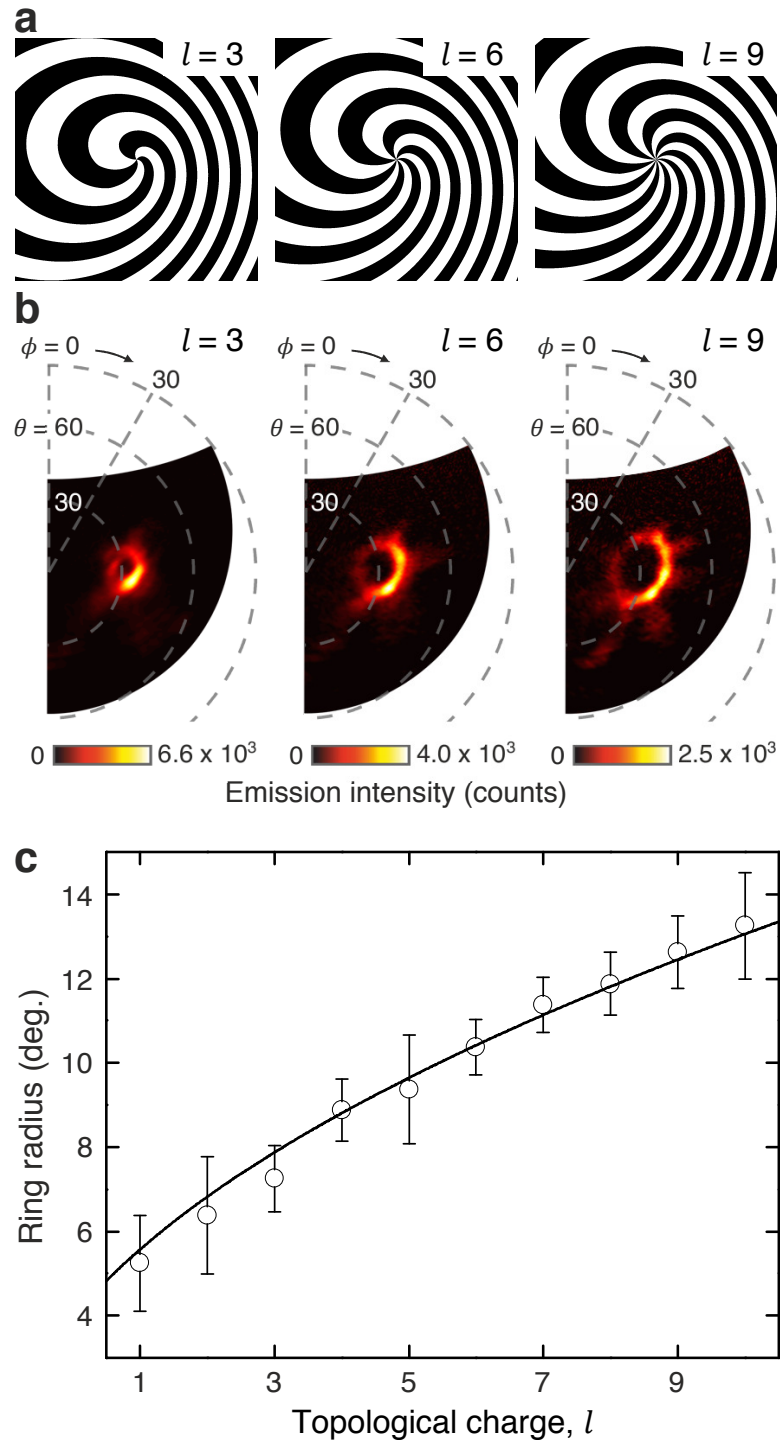 a
l = 3
l = 6
l = 9
b
ϕ = 0
30
l = 3
θ = 60
30
ϕ = 0
30
l = 6
θ = 60
30
ϕ = 0
30
l = 9
θ = 60
30
0 6.6 x 10³
0 4.0 x 10³
0 2.5 x 10³
Emission intensity (counts)
c
14
12
10
8
6
4
Ring radius (deg.)
1 3 5 7 9
Topological charge, l